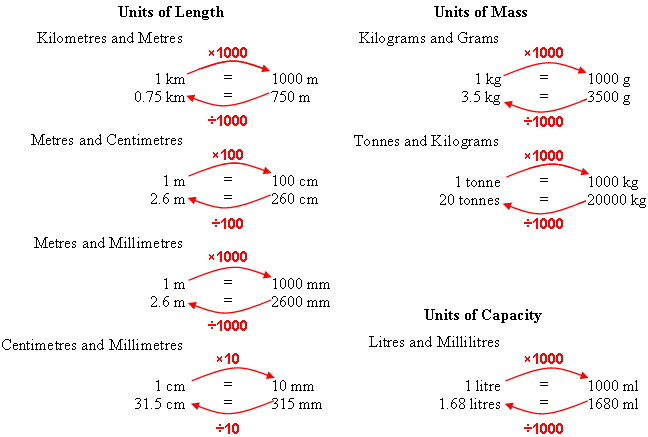 Units of Length
Kilometres and Metres
×1000
1 km = 1000 m
0.75 km = 750 m
÷1000
Metres and Centimetres
×100
1 m = 100 cm
2.6 m = 260 cm
÷100
Metres and Millimetres
×1000
1 m = 1000 mm
2.6 m = 2600 mm
÷1000
Centimetres and Millimetres
×10
1 cm = 10 mm
31.5 cm = 315 mm
÷10
Units of Mass
Kilograms and Grams
×1000
1 kg = 1000 g
3.5 kg = 3500 g
÷1000
Tonnes and Kilograms
×1000
1 tonne = 1000 kg
20 tonnes = 20000 kg
÷1000
Units of Capacity
Litres and Millilitres
×1000
1 litre = 1000 ml
1.68 litres = 1680 ml
÷1000